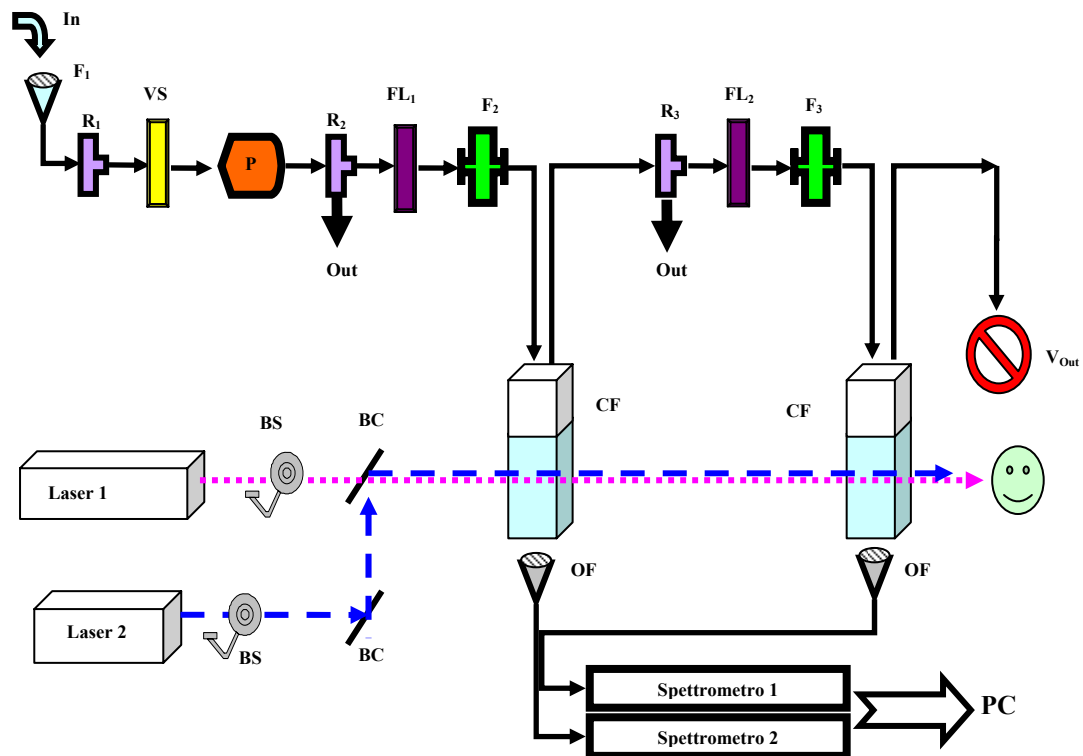 In
F1
R1
VS
P
R2
FL1
F2
R3
FL2
F3
Out
Out
VOut
CF
CF
BS
BC
Laser 1
OF
OF
Laser 2
BS
BC
Spettrometro 1
Spettrometro 2
PC